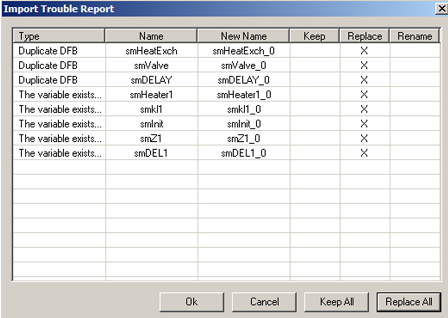 Import Trouble Report
Type Name New Name Keep Replace Rename
Duplicate DFB smHeatExch smHeatExch_0 X
Duplicate DFB smValve smValve_0 X
Duplicate DFB smDELAY smDELAY_0 X
The variable exists... smHeater1 smHeater1_0 X
The variable exists... smkl1 smkl1_0 X
The variable exists... smInit smInit_0 X
The variable exists... smZ1 smZ1_0 X
The variable exists... smDEL1 smDEL1_0 X
Ok Cancel Keep All Replace All